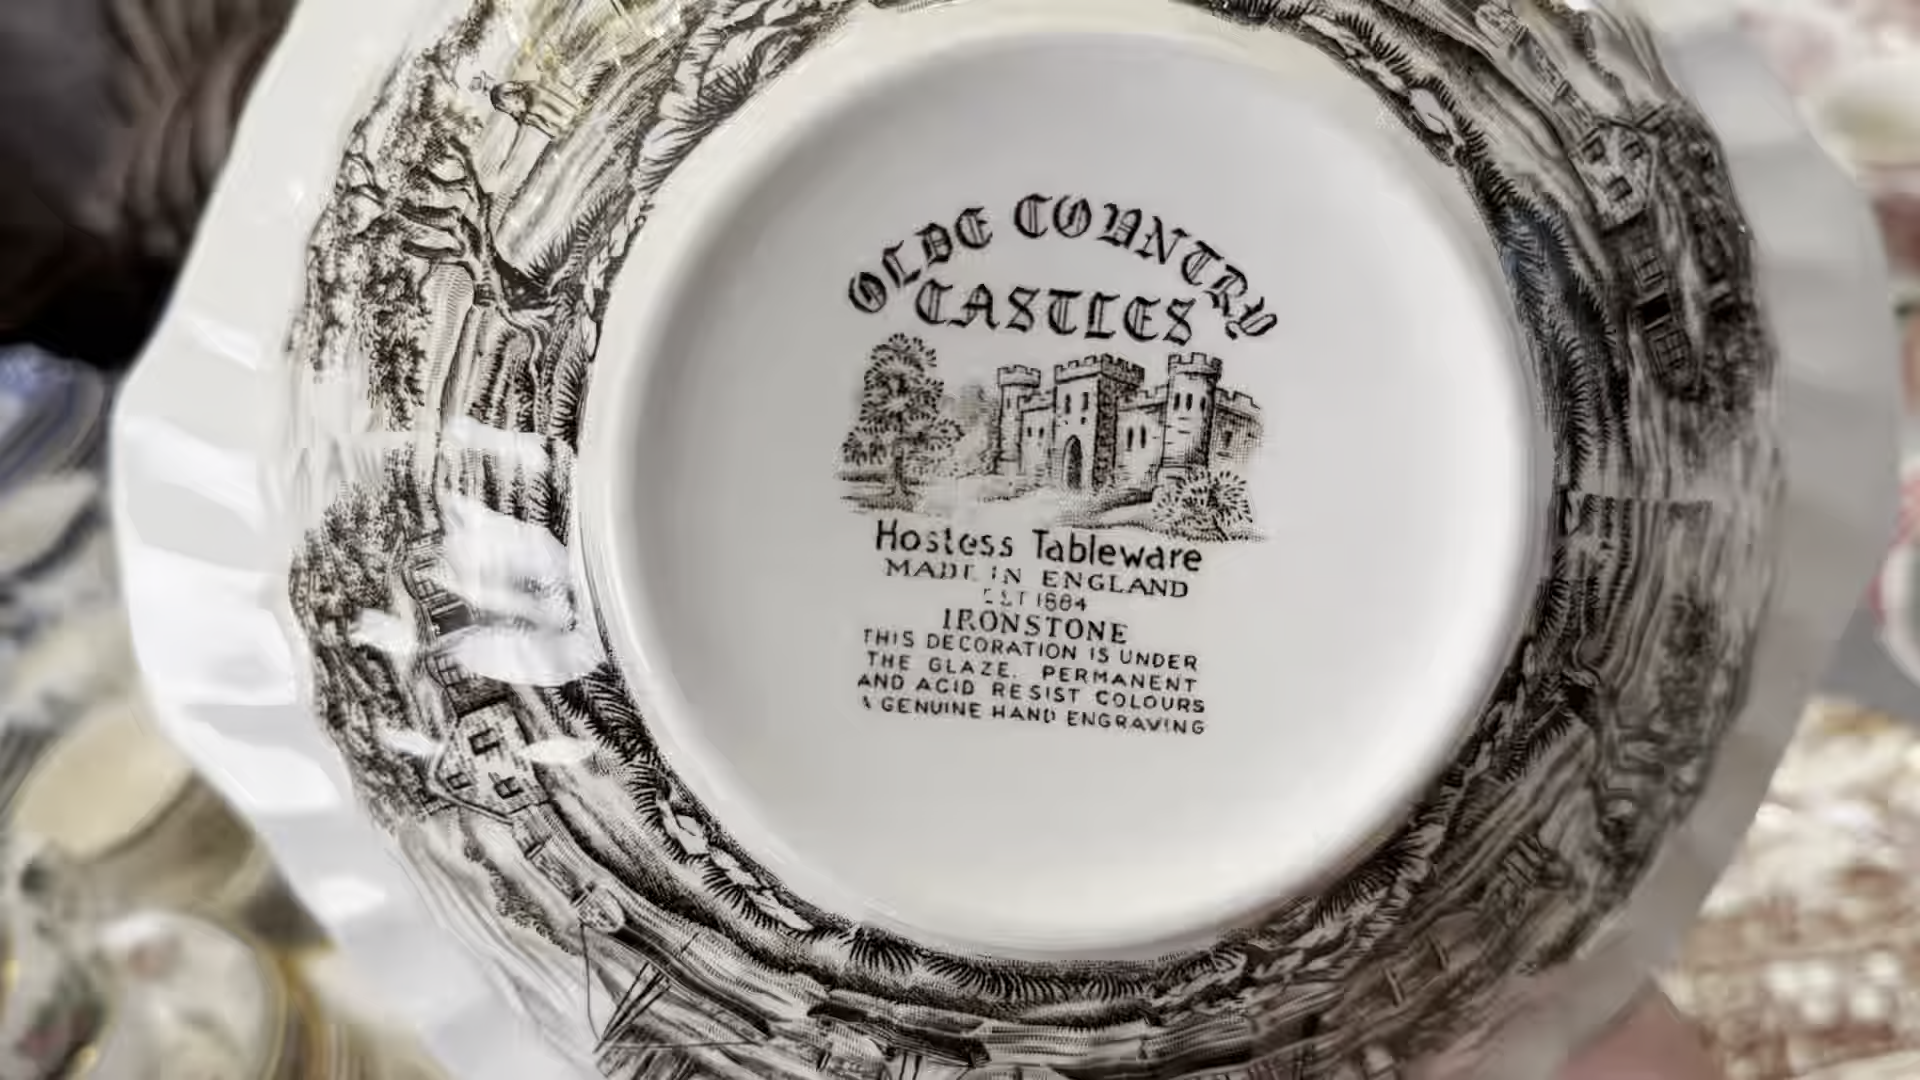 OLDE COUNTRY
CASTLES
Hostess Tableware
MADE IN ENGLAND
EST 1884
IRONSTONE
THIS DECORATION IS UNDER
THE GLAZE. PERMANENT
AND ACID RESIST COLOURS
A GENUINE HAND ENGRAVING